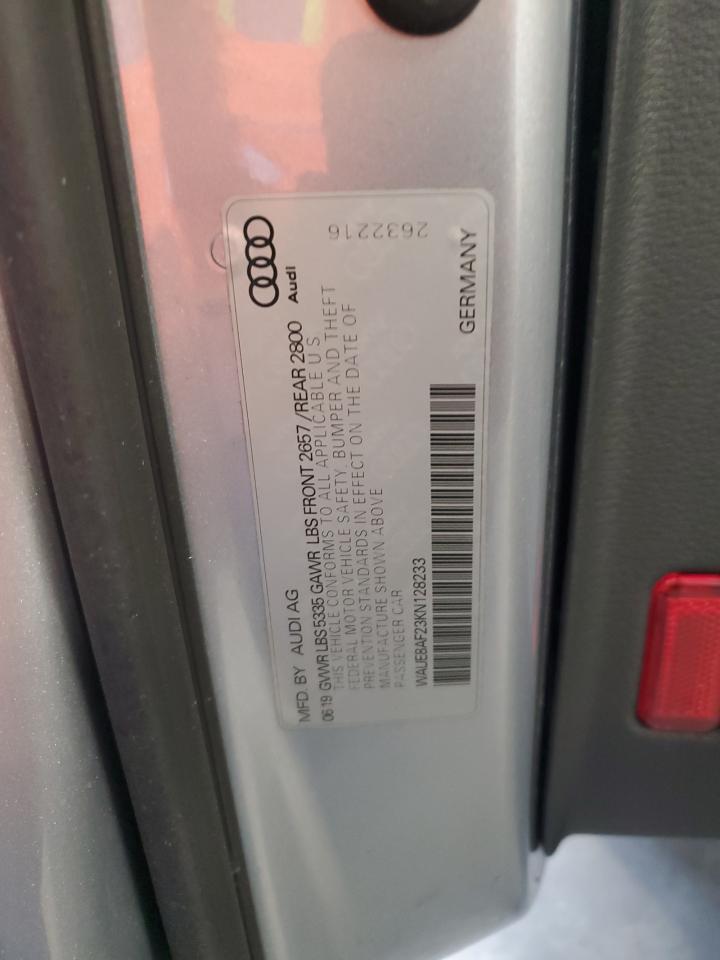 MFD. BY AUDI AG
06 19 GVWR LBS 5335 GAWR LBS FRONT 2657 / REAR 2800
THIS VEHICLE CONFORMS TO ALL APPLICABLE U S
FEDERAL MOTOR VEHICLE SAFETY, BUMPER AND THEFT
PREVENTION STANDARDS IN EFFECT ON THE DATE OF
MANUFACTURE SHOWN ABOVE
PASSENGER CAR
WAUE8AF23KN128233
Audi
2632216
GERMANY